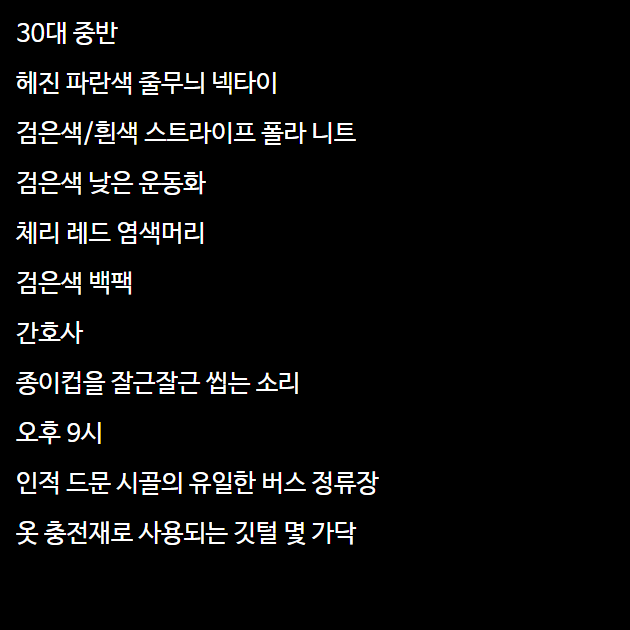 30대 중반
헤진 파란색 줄무늬 넥타이
검은색/흰색 스트라이프 폴라 니트
검은색 낮은 운동화
체리 레드 염색머리
검은색 백팩
간호사
종이컵을 잘근잘근 씹는 소리
오후 9시
인적 드문 시골의 유일한 버스 정류장
옷 충전재로 사용되는 깃털 몇 가닥